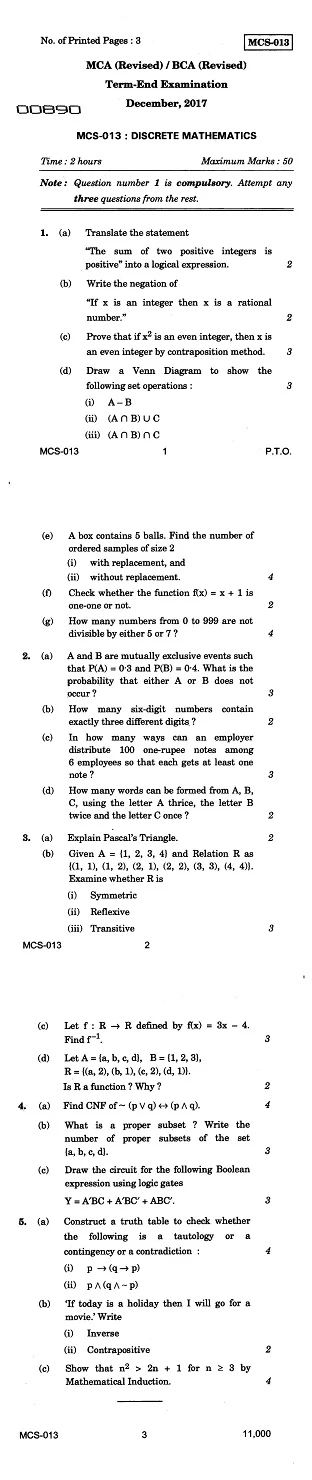 No. of Printed Pages : 3 MCS-013
MCA (Revised) / BCA (Revised)
Term-End Examination
00890 December, 2017
MCS-013 : DISCRETE MATHEMATICS
Time : 2 hours Maximum Marks : 50
Note : Question number 1 is compulsory. Attempt any
three questions from the rest.
1. (a) Translate the statement
"The sum of two positive integers is
positive" into a logical expression. 2
(b) Write the negation of
"If x is an integer then x is a rational
number." 2
(c) Prove that if x² is an even integer, then x is
an even integer by contraposition method. 3
(d) Draw a Venn Diagram to show the
following set operations : 3
(i) A – B
(ii) (A ∩ B) ∪ C
(iii) (A ∩ B) ∩ C
MCS-013 1 P.T.O.
(e) A box contains 5 balls. Find the number of
ordered samples of size 2
(i) with replacement, and
(ii) without replacement. 4
(f) Check whether the function f(x) = x + 1 is
one-one or not. 2
(g) How many numbers from 0 to 999 are not
divisible by either 5 or 7 ? 4
2. (a) A and B are mutually exclusive events such
that P(A) = 0·3 and P(B) = 0·4. What is the
probability that either A or B does not
occur ? 3
(b) How many six-digit numbers contain
exactly three different digits ? 2
(c) In how many ways can an employer
distribute 100 one-rupee notes among
6 employees so that each gets at least one
note ? 3
(d) How many words can be formed from A, B,
C, using the letter A thrice, the letter B
twice and the letter C once ? 2
3. (a) Explain Pascal's Triangle. 2
(b) Given A = {1, 2, 3, 4} and Relation R as
{(1, 1), (1, 2), (2, 1), (2, 2), (3, 3), (4, 4)}.
Examine whether R is
(i) Symmetric
(ii) Reflexive
(iii) Transitive 3
MCS-013 2
(c) Let f : R → R defined by f(x) = 3x – 4.
Find f⁻¹. 3
(d) Let A = {a, b, c, d}, B = {1, 2, 3},
R = {(a, 2), (b, 1), (c, 2), (d, 1)}.
Is R a function ? Why ? 2
4. (a) Find CNF of ~ (p ∨ q) ↔ (p ∧ q). 4
(b) What is a proper subset ? Write the
number of proper subsets of the set
{a, b, c, d}. 3
(c) Draw the circuit for the following Boolean
expression using logic gates
Y = A′BC + A′BC′ + ABC′. 3
5. (a) Construct a truth table to check whether
the following is a tautology or a
contingency or a contradiction : 4
(i) p → (q → p)
(ii) p ∧ (q ∧ ~ p)
(b) 'If today is a holiday then I will go for a
movie.' Write
(i) Inverse
(ii) Contrapositive 2
(c) Show that n² > 2n + 1 for n ≥ 3 by
Mathematical Induction. 4
MCS-013 3 11,000